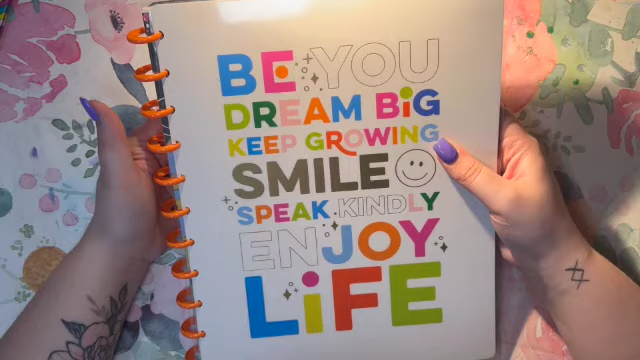 BE YOU
DREAM BiG
KEEP GROWING
SMILE
SPEAK KINDLY
ENJOY
LiFE